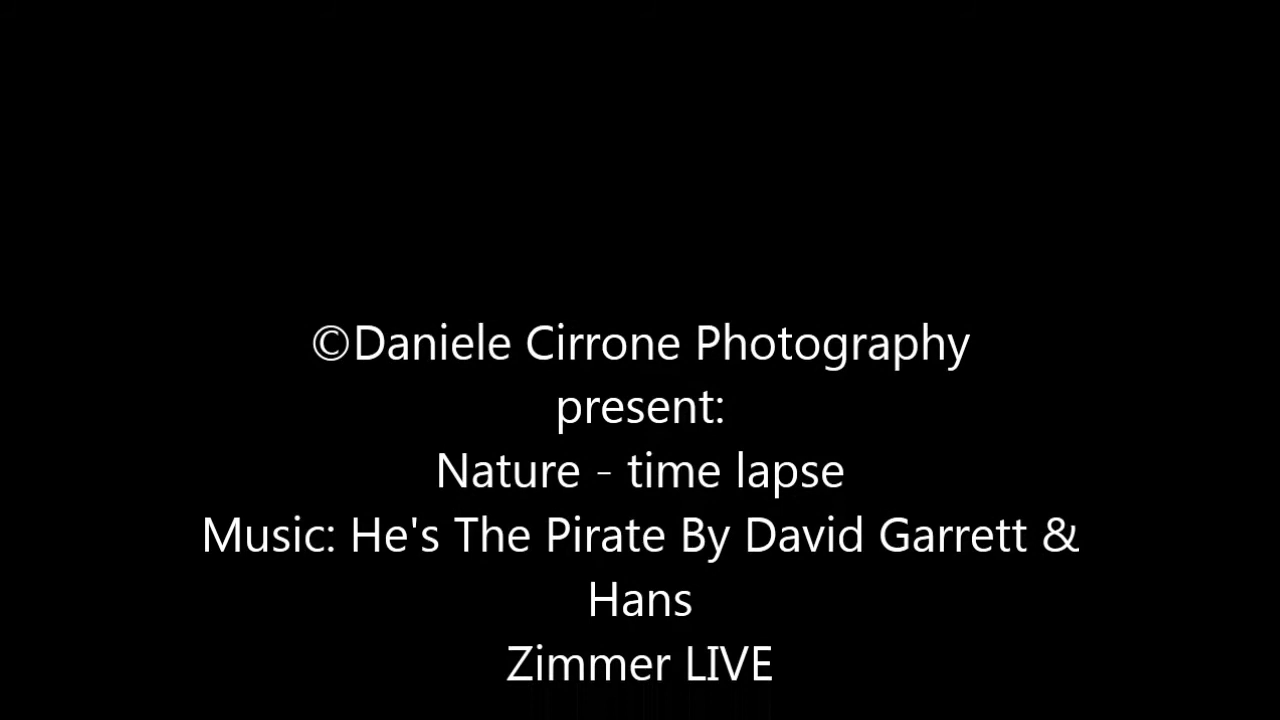 ©Daniele Cirrone Photography
present:
Nature - time lapse
Music: He's The Pirate By David Garrett &
Hans
Zimmer LIVE